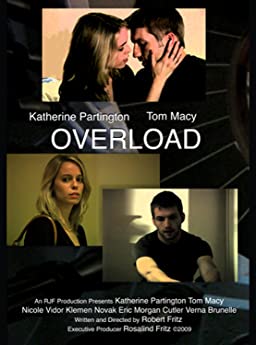 Katherine Partington Tom Macy
OVERLOAD
An RJF Production Presents Katherine Partington Tom Macy
Nicole Vidor Klemen Novak Eric Morgan Cutler Verna Brunelle
Written and Directed by Robert Fritz
Executive Producer Rosalind Fritz ©2009